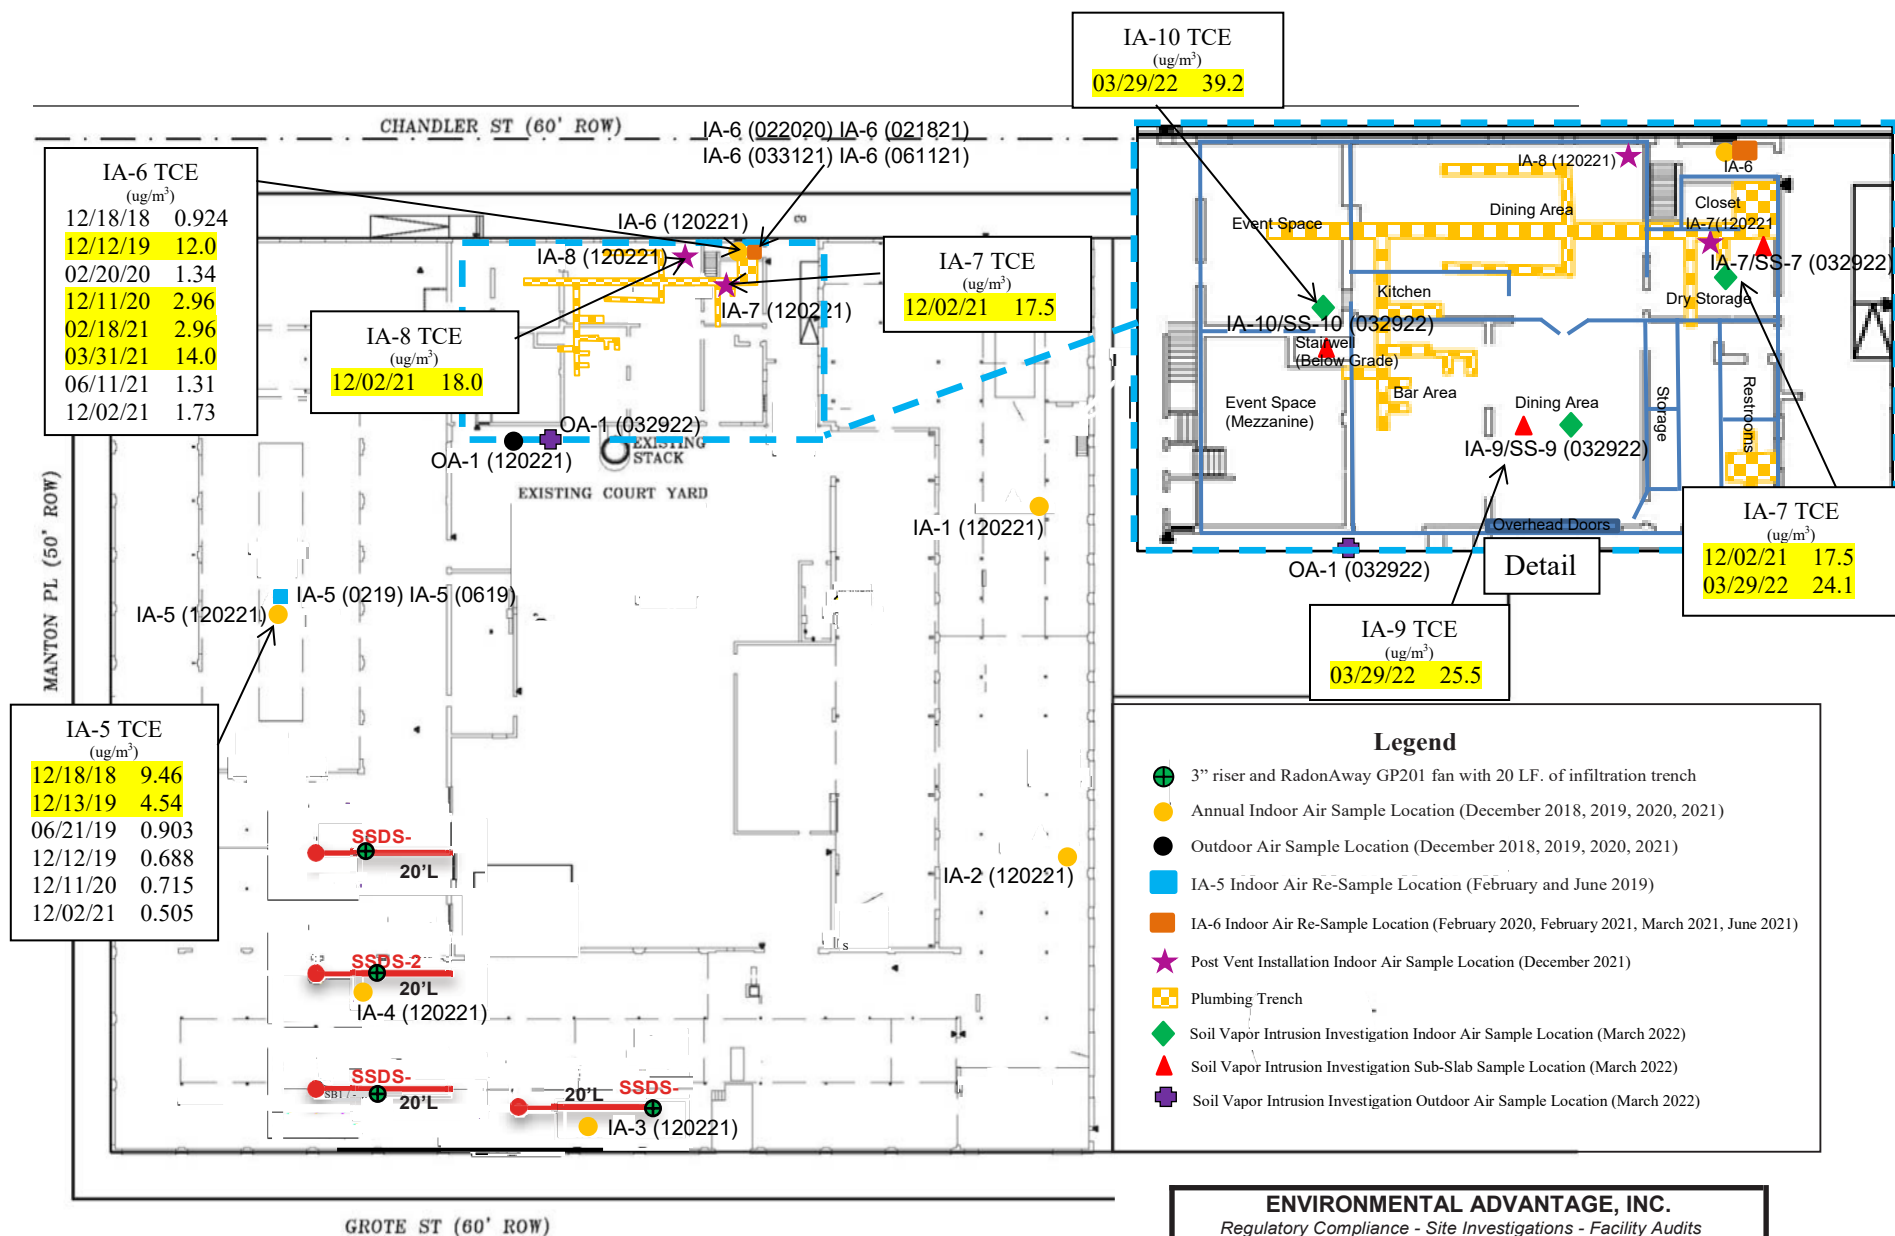 IA-10 TCE
(ug/m³)
03/29/22 39.2
CHANDLER ST (60' ROW)
IA-6 (022020) IA-6 (021821)
IA-6 (033121) IA-6 (061121)
IA-6 TCE
(ug/m³)
12/18/18 0.924
12/12/19 12.0
02/20/20 1.34
12/11/20 2.96
02/18/21 2.96
03/31/21 14.0
06/11/21 1.31
12/02/21 1.73
IA-6 (120221)
IA-8 (120221)
IA-7 (120221)
IA-7 TCE
(ug/m³)
12/02/21 17.5
IA-8 TCE
(ug/m³)
12/02/21 18.0
OA-1 (032922)
OA-1 (120221)
EXISTING
STACK
EXISTING COURT YARD
IA-8 (120221)
IA-6
Closet
Event Space
Dining Area
IA-7(120221
IA-7/SS-7 (032922)
Dry Storage
Kitchen
IA-10/SS-10 (032922)
Stairwell
(Below Grade)
Event Space
(Mezzanine)
Bar Area
Dining Area
IA-9/SS-9 (032922)
Storage
Restrooms
Overhead Doors
OA-1 (032922)
Detail
IA-7 TCE
(ug/m³)
12/02/21 17.5
03/29/22 24.1
IA-9 TCE
(ug/m³)
03/29/22 25.5
MANTON PL (50' ROW)
IA-1 (120221)
IA-5 (0219) IA-5 (0619)
IA-5 (120221)
IA-5 TCE
(ug/m³)
12/18/18 9.46
12/13/19 4.54
06/21/19 0.903
12/12/19 0.688
12/11/20 0.715
12/02/21 0.505
SSDS-
20'L
IA-2 (120221)
SSDS-2
20'L
IA-4 (120221)
S
SSDS-
20'L
20'L
SSDS-
IA-3 (120221)
GROTE ST (60' ROW)
Legend
3” riser and RadonAway GP201 fan with 20 LF. of infiltration trench
Annual Indoor Air Sample Location (December 2018, 2019, 2020, 2021)
Outdoor Air Sample Location (December 2018, 2019, 2020, 2021)
IA-5 Indoor Air Re-Sample Location (February and June 2019)
IA-6 Indoor Air Re-Sample Location (February 2020, February 2021, March 2021, June 2021)
Post Vent Installation Indoor Air Sample Location (December 2021)
Plumbing Trench
Soil Vapor Intrusion Investigation Indoor Air Sample Location (March 2022)
Soil Vapor Intrusion Investigation Sub-Slab Sample Location (March 2022)
Soil Vapor Intrusion Investigation Outdoor Air Sample Location (March 2022)
ENVIRONMENTAL ADVANTAGE, INC.
Regulatory Compliance - Site Investigations - Facility Audits